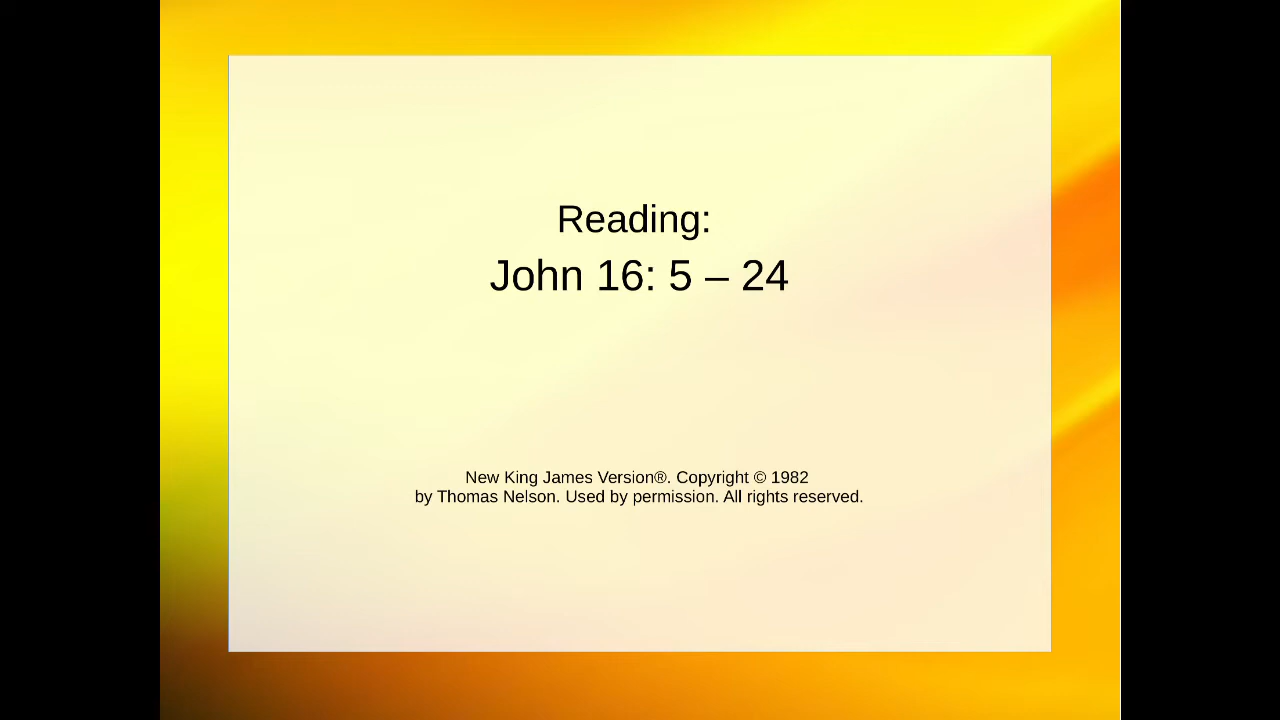 Reading:
John 16: 5 – 24
New King James Version®. Copyright © 1982
by Thomas Nelson. Used by permission. All rights reserved.